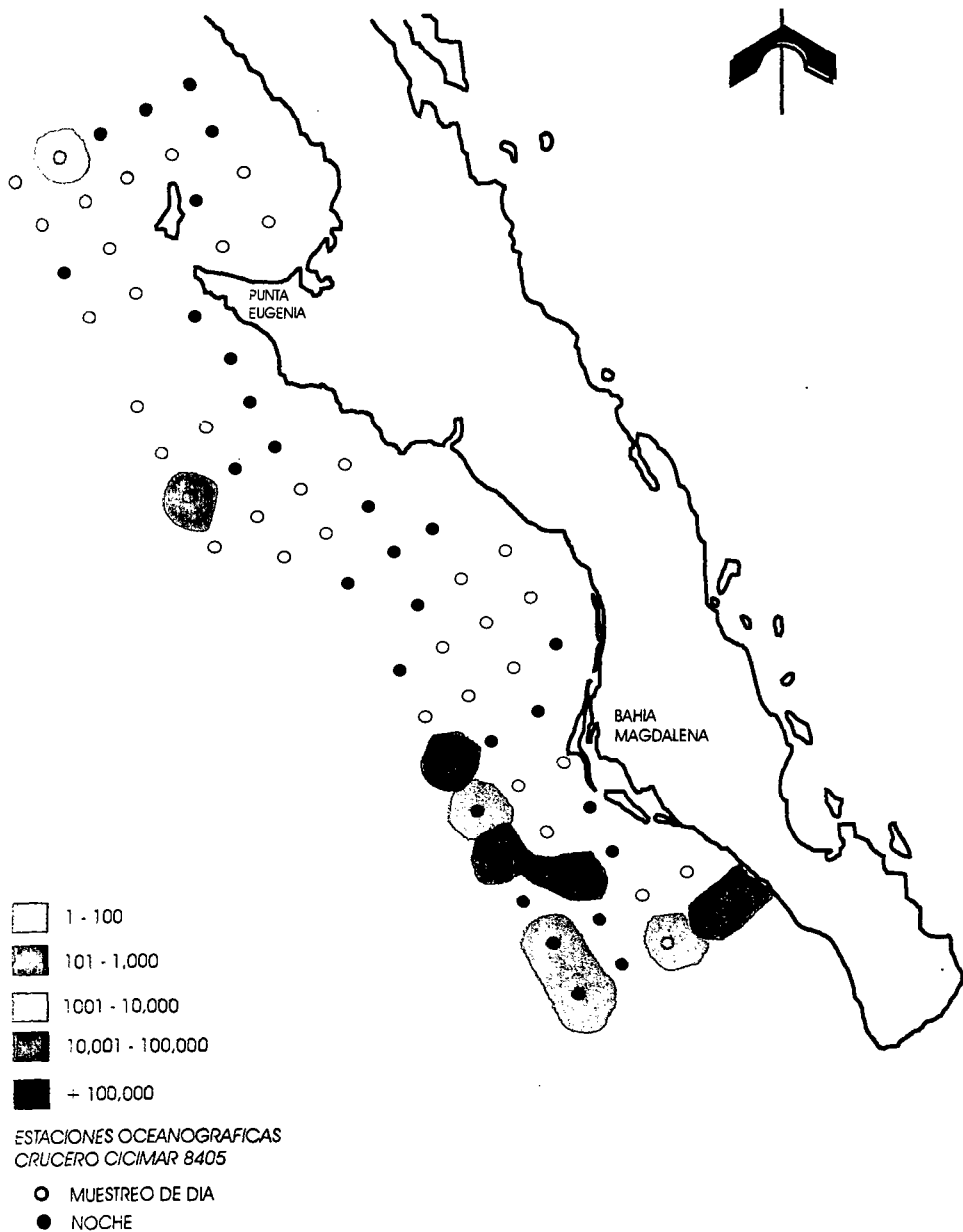 PUNTA
EUGENIA
BAHIA
MAGDALENA
1 - 100
101 - 1,000
1001 - 10,000
10,001 - 100,000
+ 100,000
ESTACIONES OCEANOGRAFICAS
CRUCERO CICIMAR 8405
MUESTREO DE DIA
NOCHE